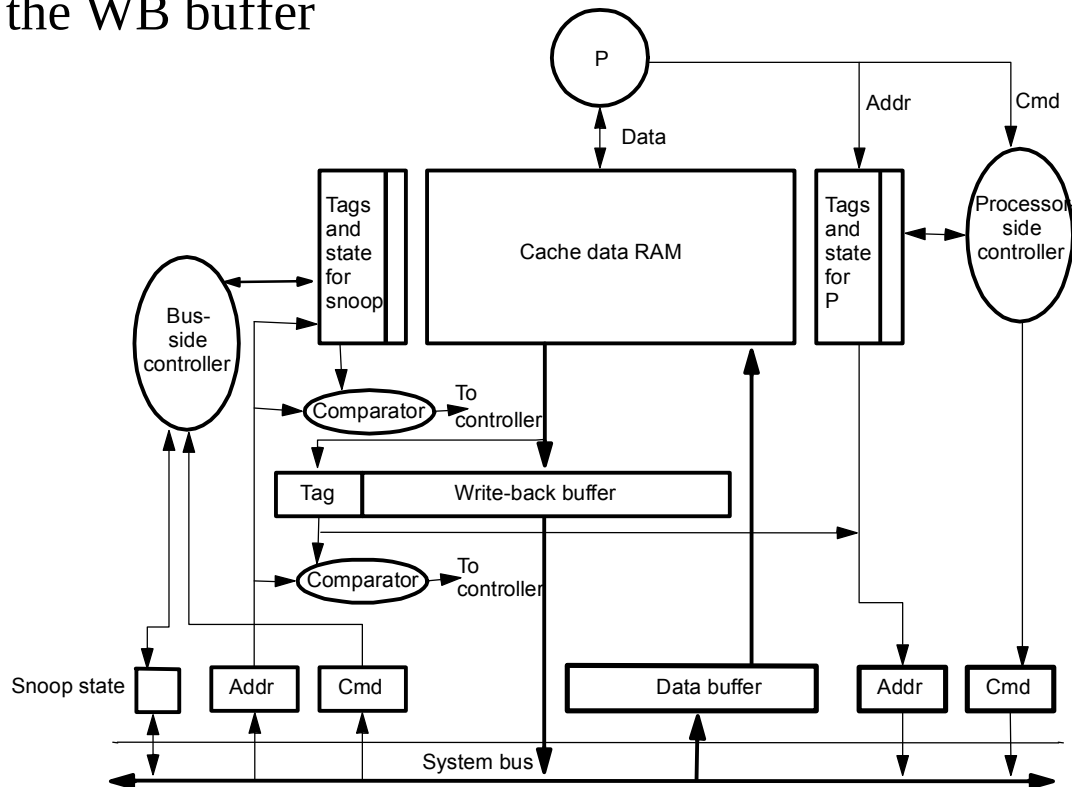 the WB buffer
P
Addr
Cmd
Data
Tags
and
state
for
snoop
Cache data RAM
Tags
and
state
for
P
Processor
side
controller
Bus-
side
controller
Comparator
To
controller
Tag
Write-back buffer
Comparator
To
controller
Snoop state
Addr
Cmd
Data buffer
Addr
Cmd
System bus